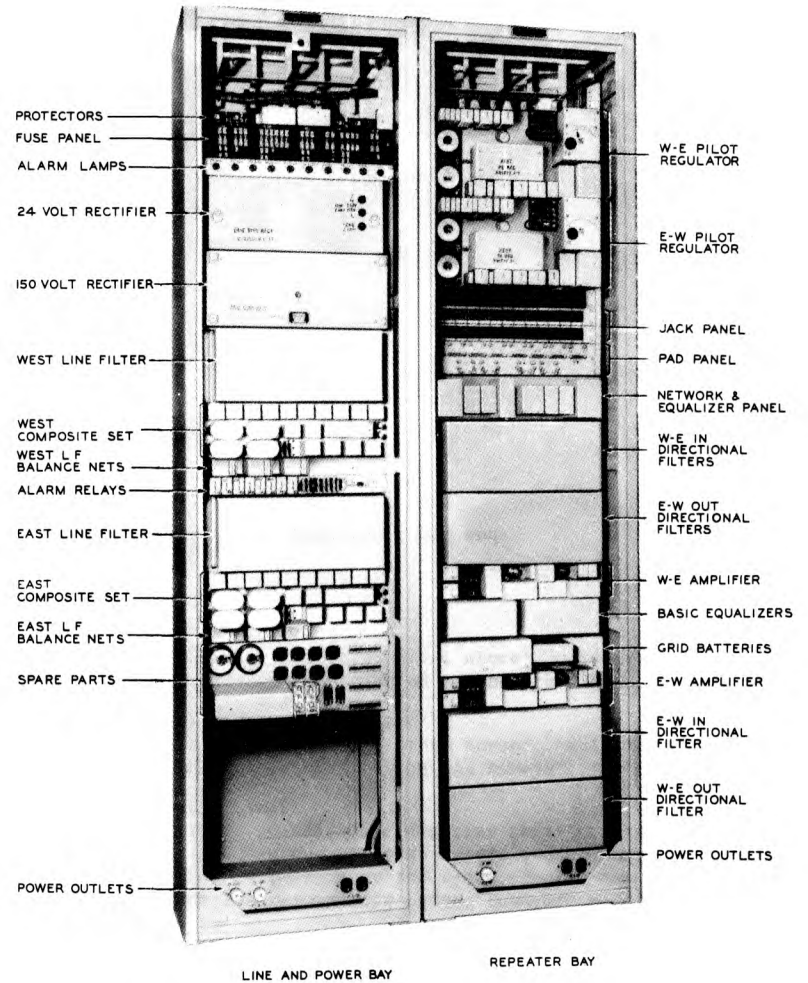 PROTECTORS
FUSE PANEL
ALARM LAMPS
24 VOLT RECTIFIER
150 VOLT RECTIFIER
WEST LINE FILTER
WEST
COMPOSITE SET
WEST L F
BALANCE NETS
ALARM RELAYS
EAST LINE FILTER
EAST
COMPOSITE SET
EAST L F
BALANCE NETS
SPARE PARTS
POWER OUTLETS
W-E PILOT
REGULATOR
E-W PILOT
REGULATOR
JACK PANEL
PAD PANEL
NETWORK &
EQUALIZER PANEL
W-E IN
DIRECTIONAL
FILTERS
E-W OUT
DIRECTIONAL
FILTERS
W-E AMPLIFIER
BASIC EQUALIZERS
GRID BATTERIES
E-W AMPLIFIER
E-W IN
DIRECTIONAL
FILTER
W-E OUT
DIRECTIONAL
FILTER
POWER OUTLETS
LINE AND POWER BAY
REPEATER BAY